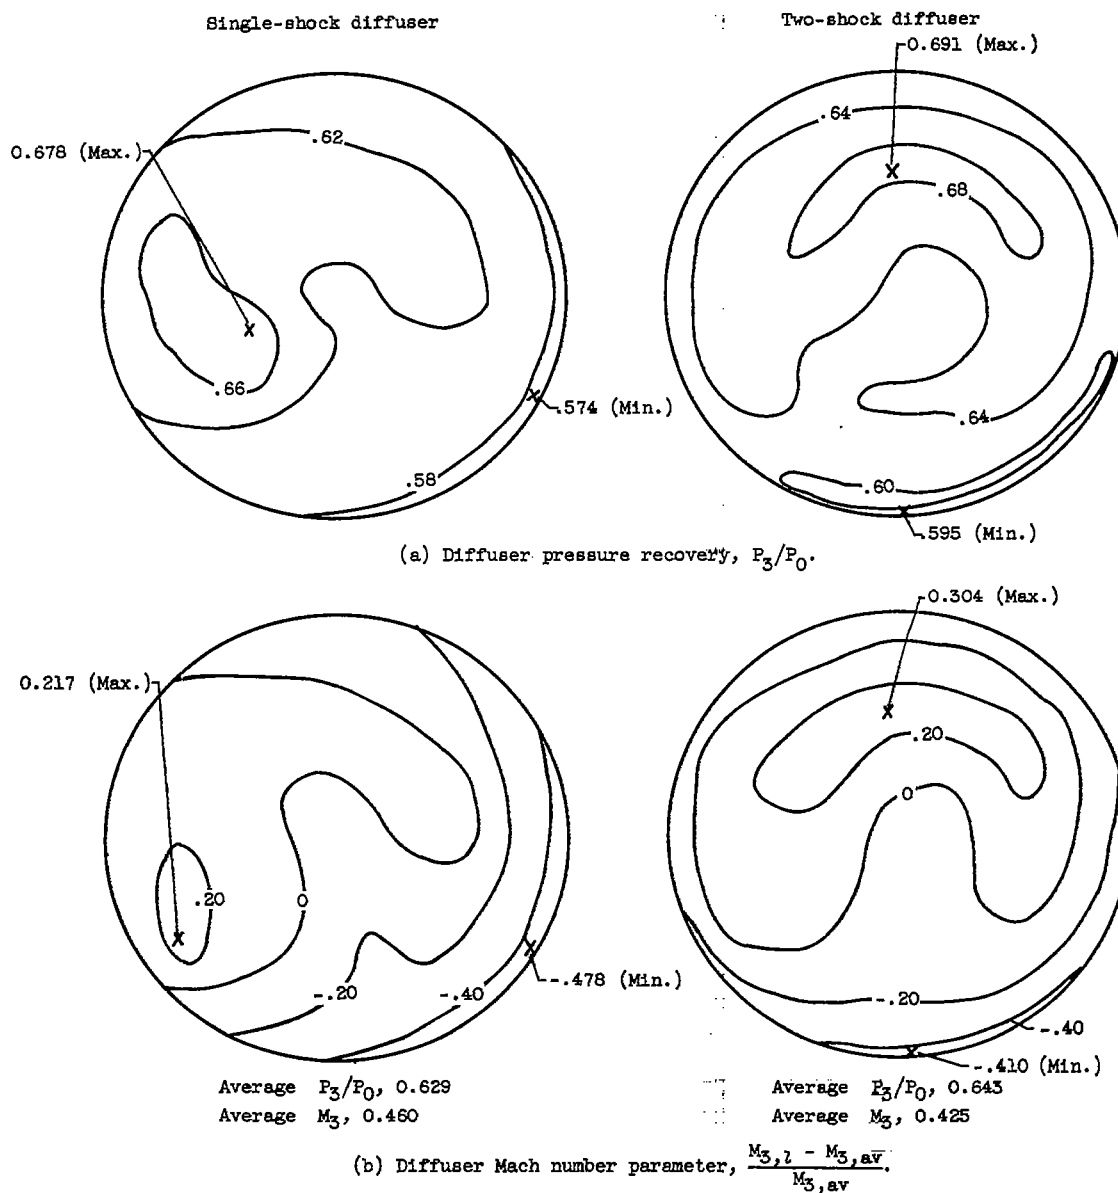 Single-shock diffuser
Two-shock diffuser
0.691 (Max.)
.62
.64
0.678 (Max.)
.68
.66
.574 (Min.)
.64
.58
.60
.595 (Min.)
(a) Diffuser pressure recovery, P3/P0.
0.304 (Max.)
0.217 (Max.)
.20
0
.20
0
-.478 (Min.)
-.20
-.40
-.20
-.40
-.410 (Min.)
Average P3/P0, 0.629
Average M3, 0.460
Average P3/P0, 0.643
Average M3, 0.425
(b) Diffuser Mach number parameter, M3,l - M3,av / M3,av.